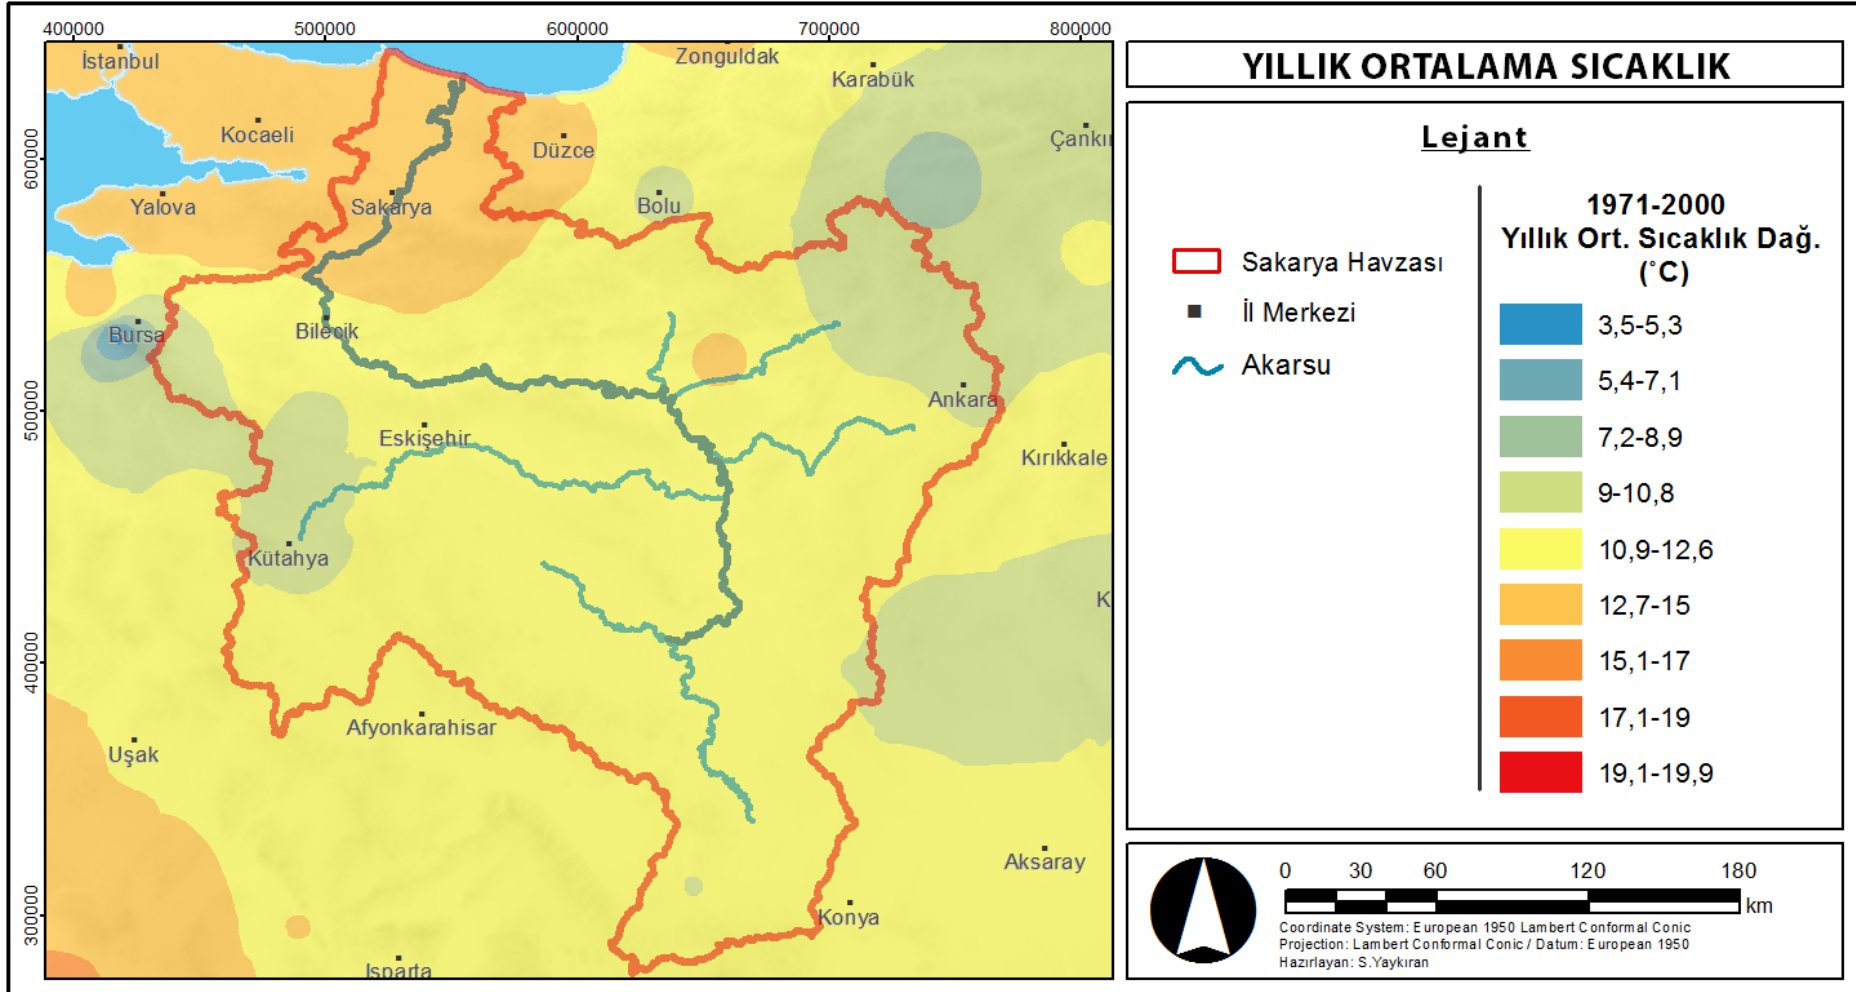 400000 500000 600000 700000 800000
İstanbul
Zonguldak
Karabük
Kocaeli
Düzce
Çankırı
600000
Yalova
Sakarya
Bolu
Bursa
Bilecik
500000
Ankara
Eskişehir
Kırıkkale
Kütahya
K
400000
Afyonkarahisar
Uşak
Aksaray
300000
Konya
Isparta
YILLIK ORTALAMA SICAKLIK
Lejant
Sakarya Havzası
İl Merkezi
Akarsu
1971-2000
Yıllık Ort. Sıcaklık Dağ.
(˚C)
3,5-5,3
5,4-7,1
7,2-8,9
9-10,8
10,9-12,6
12,7-15
15,1-17
17,1-19
19,1-19,9
0 30 60 120 180
km
Coordinate System: European 1950 Lambert Conformal Conic
Projection: Lambert Conformal Conic / Datum: European 1950
Hazırlayan: S.Yaykıran